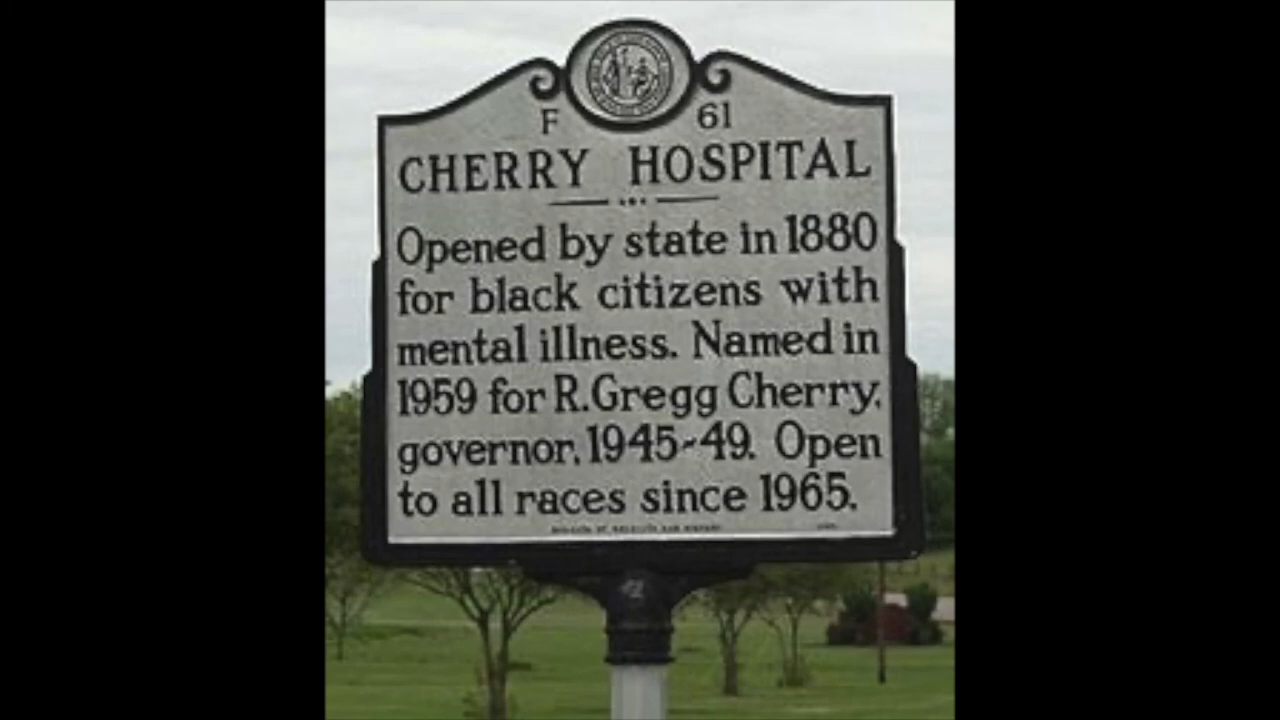 F 61
CHERRY HOSPITAL
Opened by state in 1880
for black citizens with
mental illness. Named in
1959 for R. Gregg Cherry,
governor, 1945-49. Open
to all races since 1965.